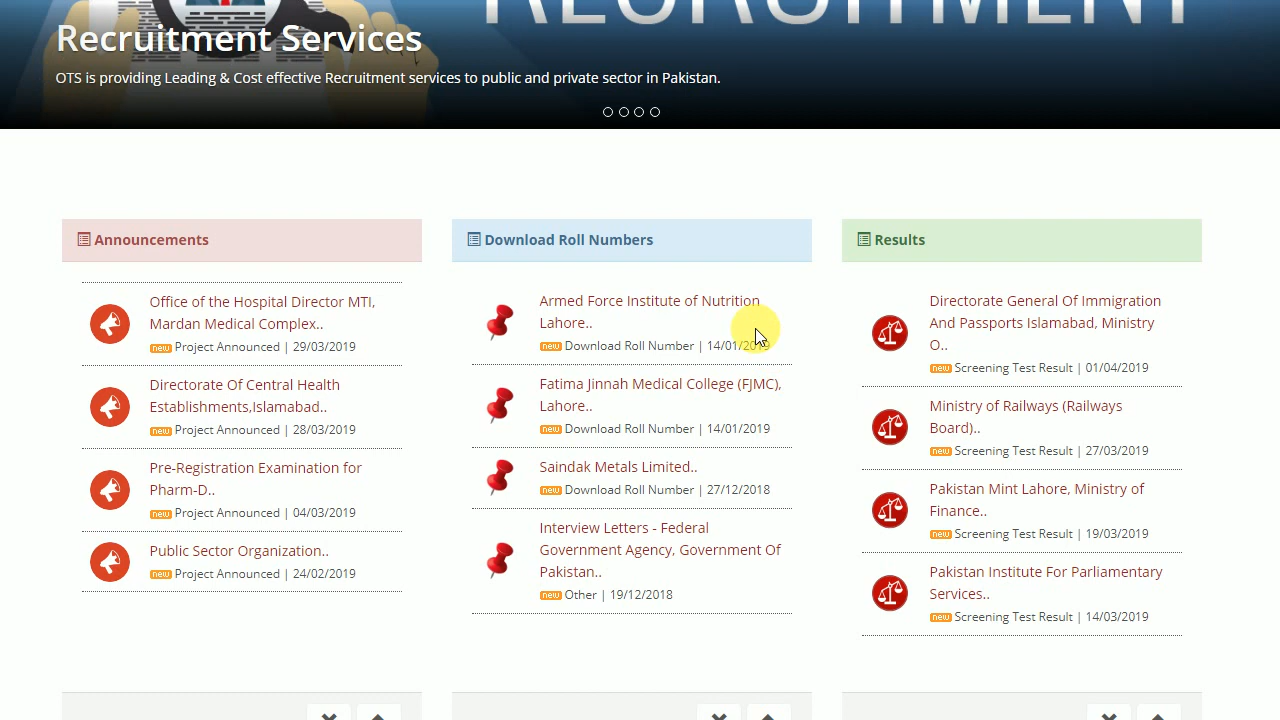 RECRUITMENT
Recruitment Services
OTS is providing Leading & Cost effective Recruitment services to public and private sector in Pakistan.
Announcements
Office of the Hospital Director MTI,
Mardan Medical Complex..
new Project Announced | 29/03/2019
Directorate Of Central Health
Establishments,Islamabad..
new Project Announced | 28/03/2019
Pre-Registration Examination for
Pharm-D..
new Project Announced | 04/03/2019
Public Sector Organization..
new Project Announced | 24/02/2019
Download Roll Numbers
Armed Force Institute of Nutrition
Lahore..
new Download Roll Number | 14/01/2019
Fatima Jinnah Medical College (FJMC),
Lahore..
new Download Roll Number | 14/01/2019
Saindak Metals Limited..
new Download Roll Number | 27/12/2018
Interview Letters - Federal
Government Agency, Government Of
Pakistan..
new Other | 19/12/2018
Results
Directorate General Of Immigration
And Passports Islamabad, Ministry
O..
new Screening Test Result | 01/04/2019
Ministry of Railways (Railways
Board)..
new Screening Test Result | 27/03/2019
Pakistan Mint Lahore, Ministry of
Finance..
new Screening Test Result | 19/03/2019
Pakistan Institute For Parliamentary
Services..
new Screening Test Result | 14/03/2019